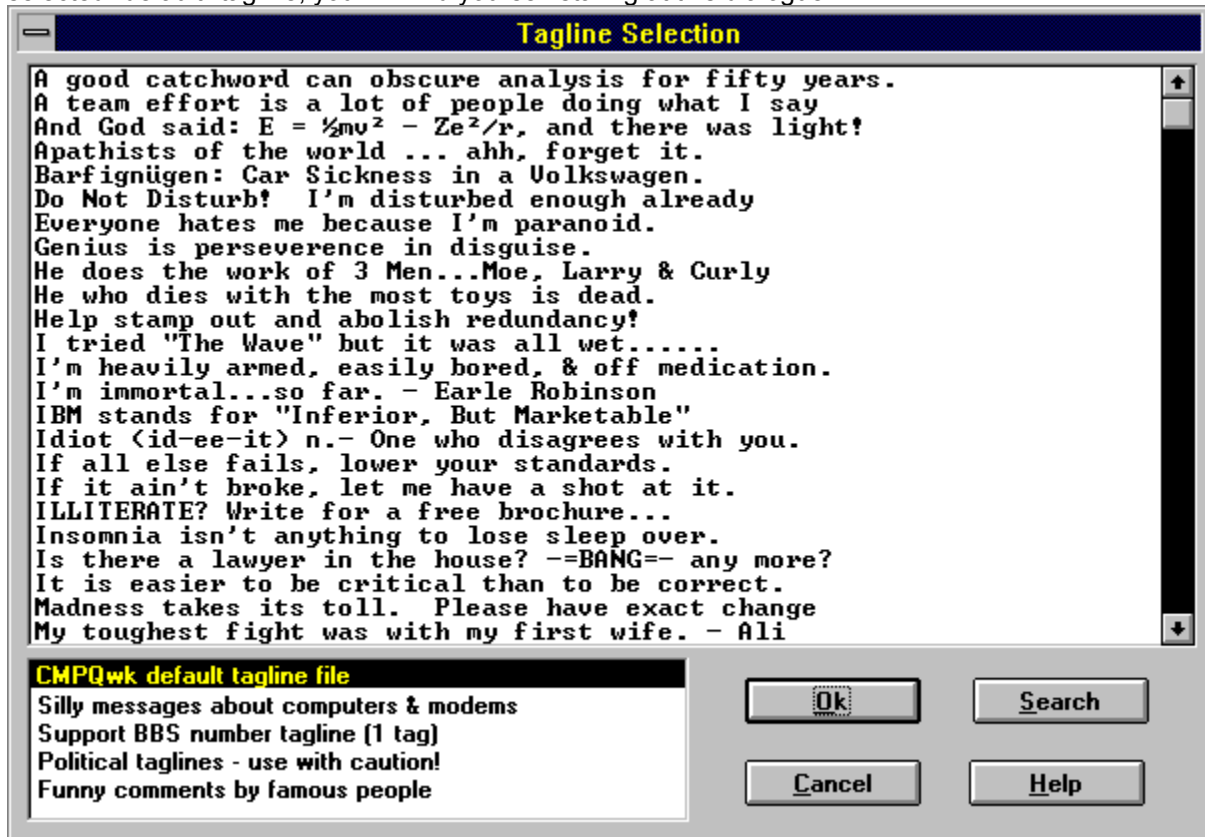 Tagline Selection
A good catchword can obscure analysis for fifty years.
A team effort is a lot of people doing what I say
And God said: E = ½mv² - Ze²/r, and there was light!
Apathists of the world ... ahh, forget it.
Barfignügen: Car Sickness in a Volkswagen.
Do Not Disturb!  I'm disturbed enough already
Everyone hates me because I'm paranoid.
Genius is perseverence in disguise.
He does the work of 3 Men...Moe, Larry & Curly
He who dies with the most toys is dead.
Help stamp out and abolish redundancy!
I tried "The Wave" but it was all wet......
I'm heavily armed, easily bored, & off medication.
I'm immortal...so far. - Earle Robinson
IBM stands for "Inferior, But Marketable"
Idiot (id-ee-it) n.- One who disagrees with you.
If all else fails, lower your standards.
If it ain't broke, let me have a shot at it.
ILLITERATE? Write for a free brochure...
Insomnia isn't anything to lose sleep over.
Is there a lawyer in the house? -=BANG=- any more?
It is easier to be critical than to be correct.
Madness takes its toll.  Please have exact change
My toughest fight was with my first wife. - Ali
CMPQwk default tagline file
Silly messages about computers & modems
Support BBS number tagline (1 tag)
Political taglines - use with caution!
Funny comments by famous people
Ok
Search
Cancel
Help